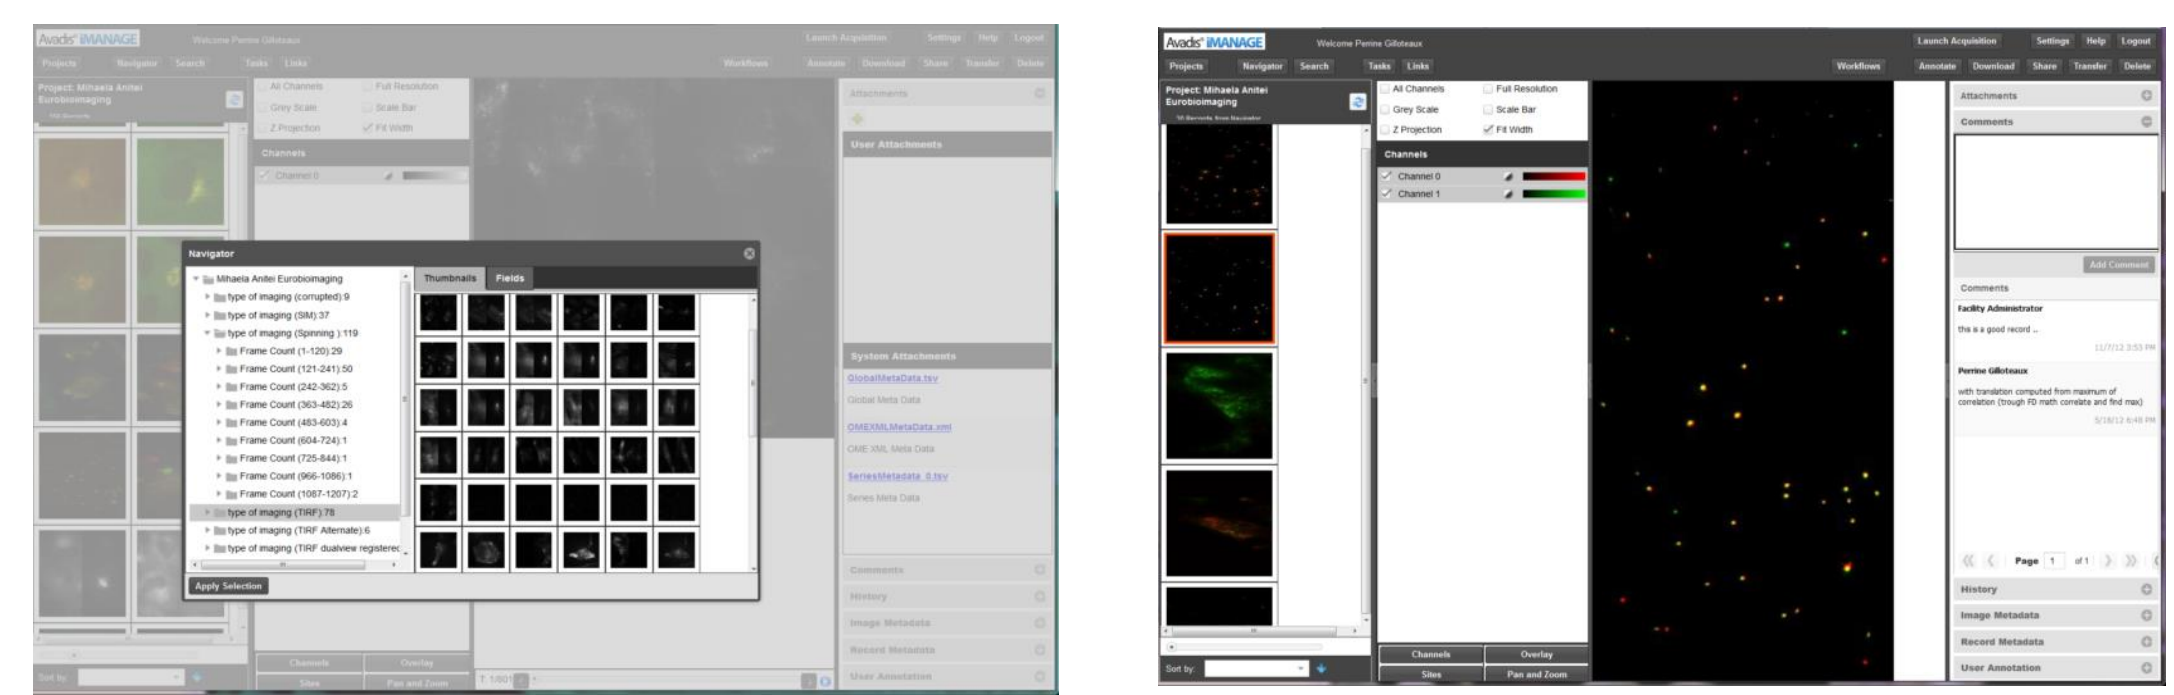 Avadis® iMANAGE
Welcome Perrine Gilloteaux
Launch Acquisition Settings Help Logout
Projects Navigator Search Tasks Links Workflows Annotate Download Share Transfer Delete
Project: Mihaela Anitei
Eurobioimaging
All Channels Full Resolution
Grey Scale Scale Bar
Z Projection Fit Width
Channels
Channel 0
Attachments
User Attachments
System Attachments
GlobalMetaData.tsv
Global Meta Data
OMEXMLMetaData.xml
OME XML Meta Data
SeriesMetadata_0.tsv
Series Meta Data
Comments
History
Image Metadata
Record Metadata
User Annotation
Navigator
Mihaela Anitei Eurobioimaging
type of imaging (corrupted):9
type of imaging (SIM):37
type of imaging (Spinning ):119
Frame Count (1-120):29
Frame Count (121-241):50
Frame Count (242-362):5
Frame Count (363-482):26
Frame Count (483-603):4
Frame Count (604-724):1
Frame Count (725-844):1
Frame Count (966-1086):1
Frame Count (1087-1207):2
type of imaging (TIRF):78
type of imaging (TIRF Alternate):6
type of imaging (TIRF dualview registered
Thumbnails Fields
Apply Selection
Channels Overlay
Sites Pan and Zoom
Sort by:
T: 1/601
Avadis® iMANAGE
Welcome Perrine Gilloteaux
Launch Acquisition Settings Help Logout
Projects Navigator Search Tasks Links Workflows Annotate Download Share Transfer Delete
Project: Mihaela Anitei
Eurobioimaging
Records from Navigator
All Channels Full Resolution
Grey Scale Scale Bar
Z Projection Fit Width
Channels
Channel 0
Channel 1
Attachments
Comments
Add Comment
Comments
Facility Administrator
this is a good record ..
11/7/12 3:53 PM
Perrine Gilloteaux
with translation computed from maximum of
correlation (trough FD math correlate and find max)
5/16/12 6:48 PM
Page 1 of 1
History
Image Metadata
Record Metadata
User Annotation
Channels Overlay
Sites Pan and Zoom
Sort by: